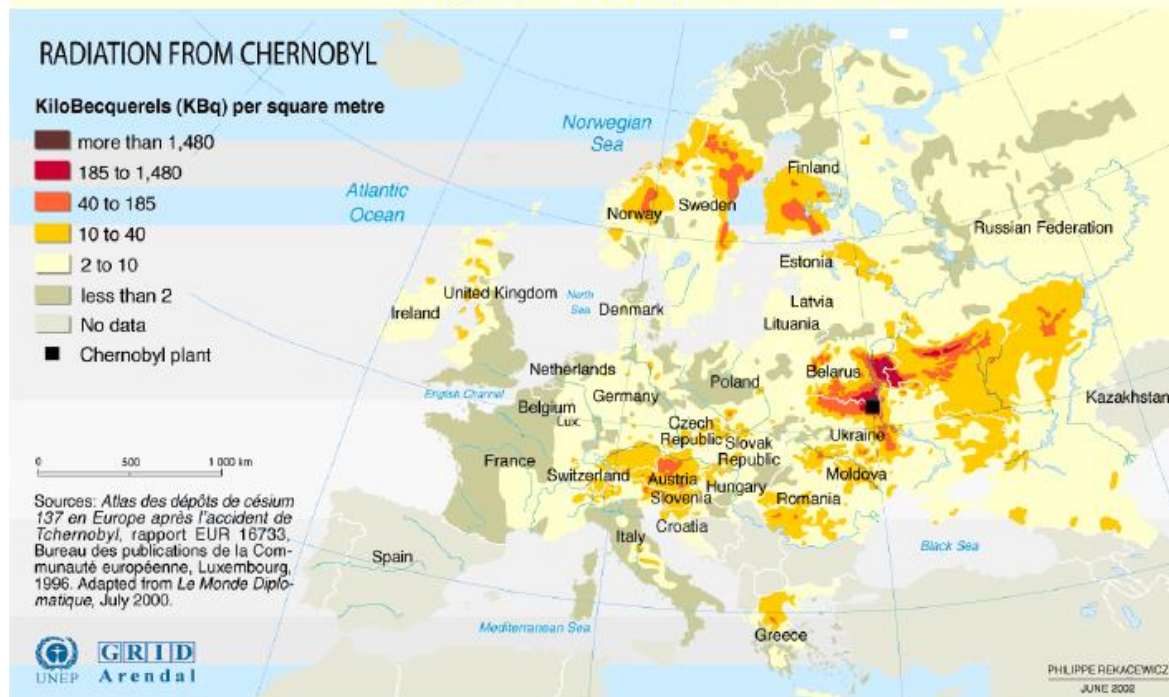 RADIATION FROM CHERNOBYL
KiloBecquerels (KBq) per square metre
more than 1,480
185 to 1,480
40 to 185
10 to 40
2 to 10
less than 2
No data
Chernobyl plant
Norwegian
Sea
Atlantic
Ocean
Finland
Norway
Sweden
Russian Federation
Estonia
Latvia
Lituania
United Kingdom
North
Sea
Denmark
Ireland
Netherlands
Belarus
Poland
Germany
Kazakhstan
English Channel
Belgium
Lux.
Czech
Republic
Slovak
Republic
Ukraine
Moldova
France
Switzerland
Austria
Hungary
Slovenia
Romania
Croatia
Italy
Spain
Black Sea
Mediterranean Sea
Greece
0 500 1 000 km
Sources: Atlas des dépôts de césium
137 en Europe après l'accident de
Tchernobyl, rapport EUR 16733,
Bureau des publications de la Com-
munauté européenne, Luxembourg,
1996. Adapted from Le Monde Diplo-
matique, July 2000.
UNEP
GRID
Arendal
PHILIPPE REKACEWICZ
JUNE 2002